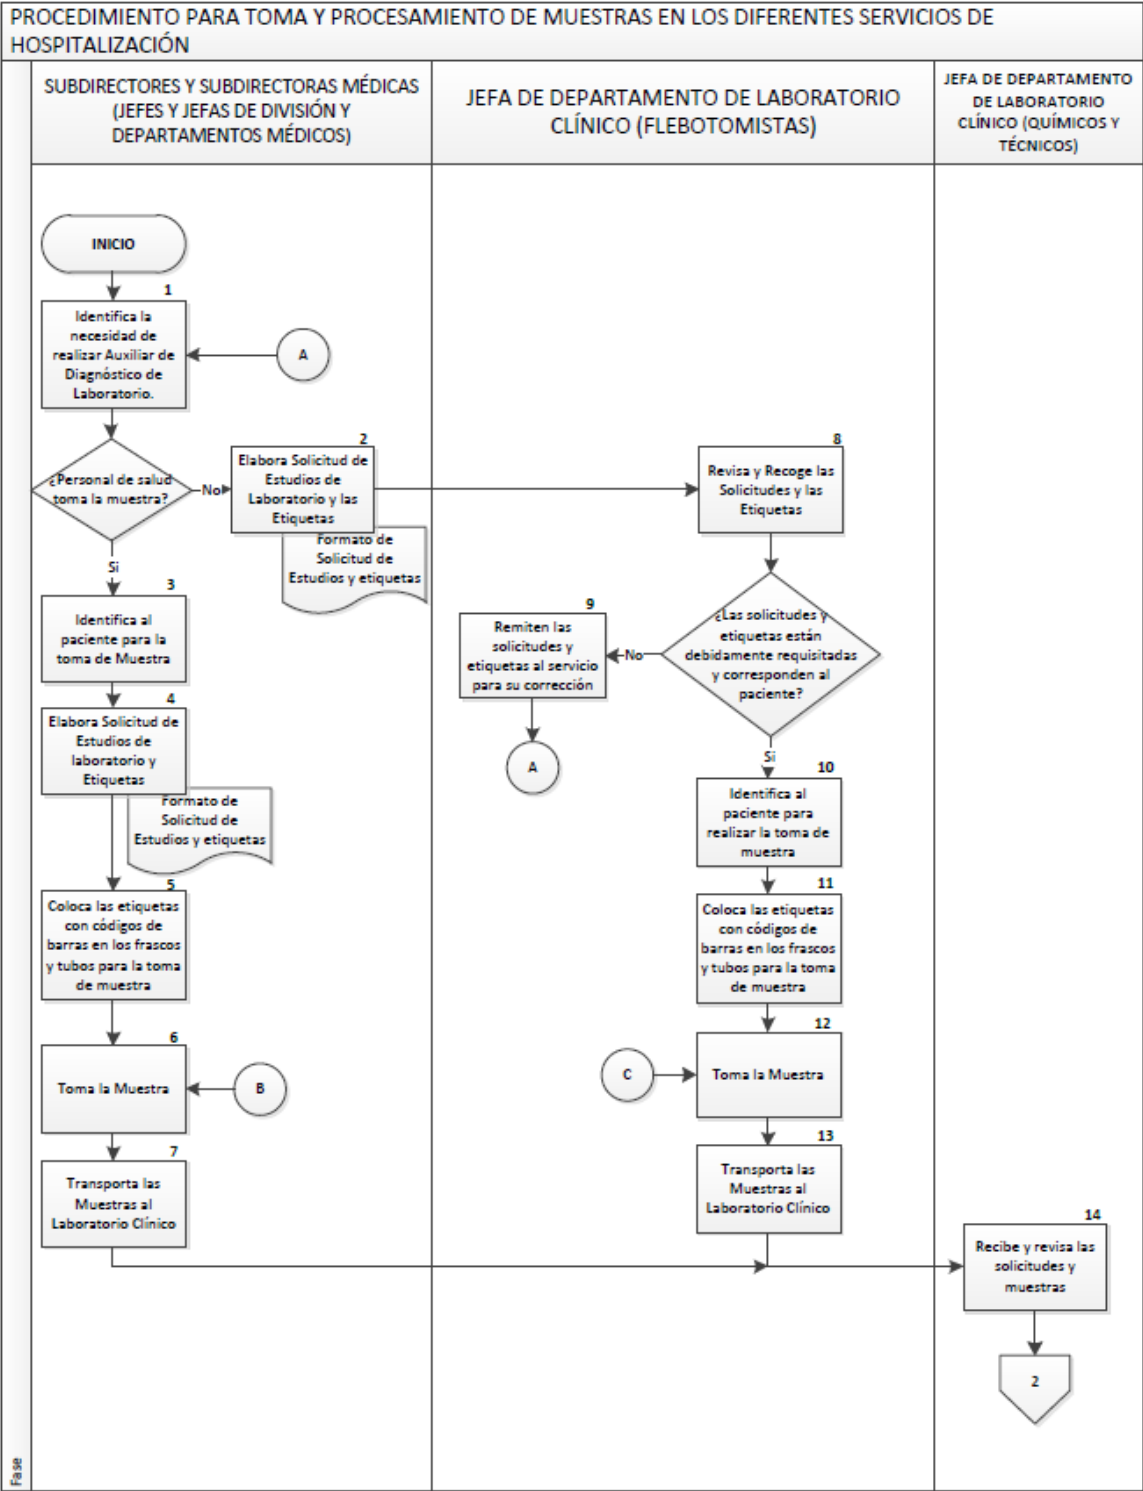 PROCEDIMIENTO PARA TOMA Y PROCESAMIENTO DE MUESTRAS EN LOS DIFERENTES SERVICIOS DE
HOSPITALIZACIÓN
SUBDIRECTORES Y SUBDIRECTORAS MÉDICAS
(JEFES Y JEFAS DE DIVISIÓN Y
DEPARTAMENTOS MÉDICOS)
JEFA DE DEPARTAMENTO DE LABORATORIO
CLÍNICO (FLEBOTOMISTAS)
JEFA DE DEPARTAMENTO
DE LABORATORIO
CLÍNICO (QUÍMICOS Y
TÉCNICOS)
INICIO
1
Identifica la
necesidad de
realizar Auxiliar de
Diagnóstico de
Laboratorio.
A
¿Personal de salud
toma la muestra?
No
2
Elabora Solicitud de
Estudios de
Laboratorio y las
Etiquetas
Formato de
Solicitud de
Estudios y etiquetas
Si
3
Identifica al
paciente para la
toma de Muestra
4
Elabora Solicitud de
Estudios de
laboratorio y
Etiquetas
Formato de
Solicitud de
Estudios y etiquetas
5
Coloca las etiquetas
con códigos de
barras en los frascos
y tubos para la toma
de muestra
6
Toma la Muestra
B
7
Transporta las
Muestras al
Laboratorio Clínico
8
Revisa y Recoge las
Solicitudes y las
Etiquetas
¿Las solicitudes y
etiquetas están
debidamente requisitadas
y corresponden al
paciente?
No
9
Remiten las
solicitudes y
etiquetas al servicio
para su corrección
A
Si
10
Identifica al
paciente para
realizar la toma de
muestra
11
Coloca las etiquetas
con códigos de
barras en los frascos
y tubos para la toma
de muestra
12
Toma la Muestra
C
13
Transporta las
Muestras al
Laboratorio Clínico
14
Recibe y revisa las
solicitudes y
muestras
2
Fase